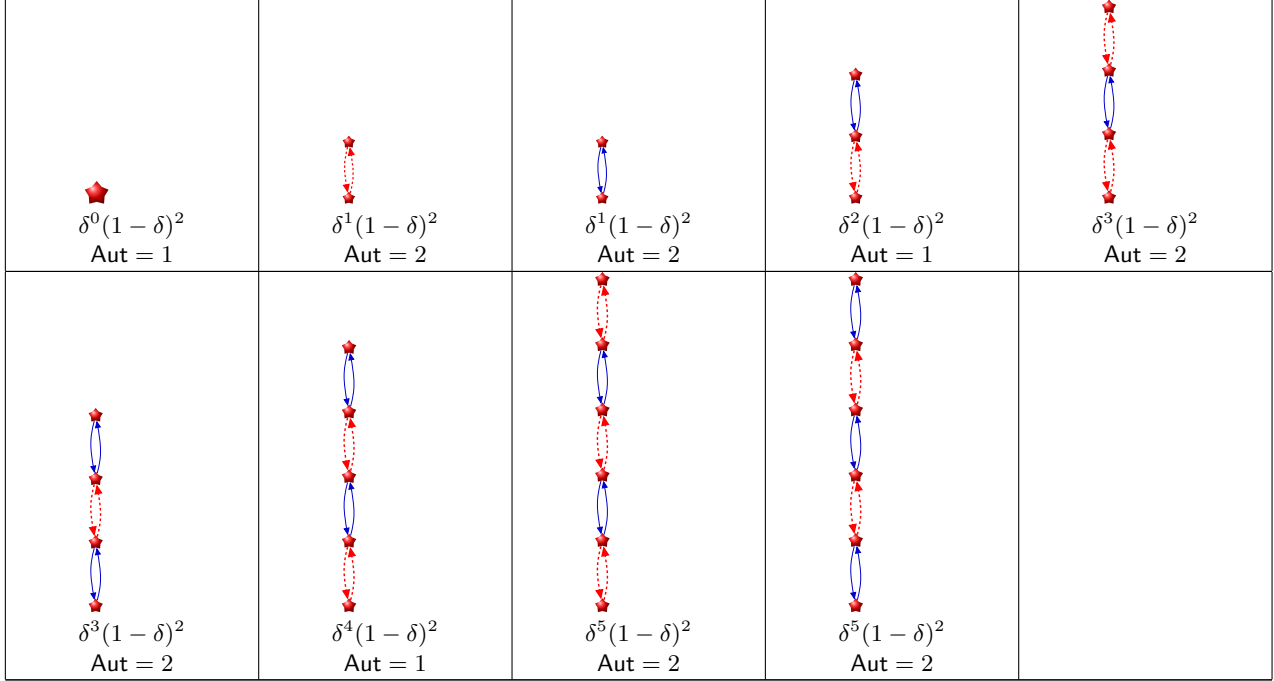 δ⁰(1 − δ)²
Aut = 1
δ¹(1 − δ)²
Aut = 2
δ¹(1 − δ)²
Aut = 2
δ²(1 − δ)²
Aut = 1
δ³(1 − δ)²
Aut = 2
δ³(1 − δ)²
Aut = 2
δ⁴(1 − δ)²
Aut = 1
δ⁵(1 − δ)²
Aut = 2
δ⁵(1 − δ)²
Aut = 2